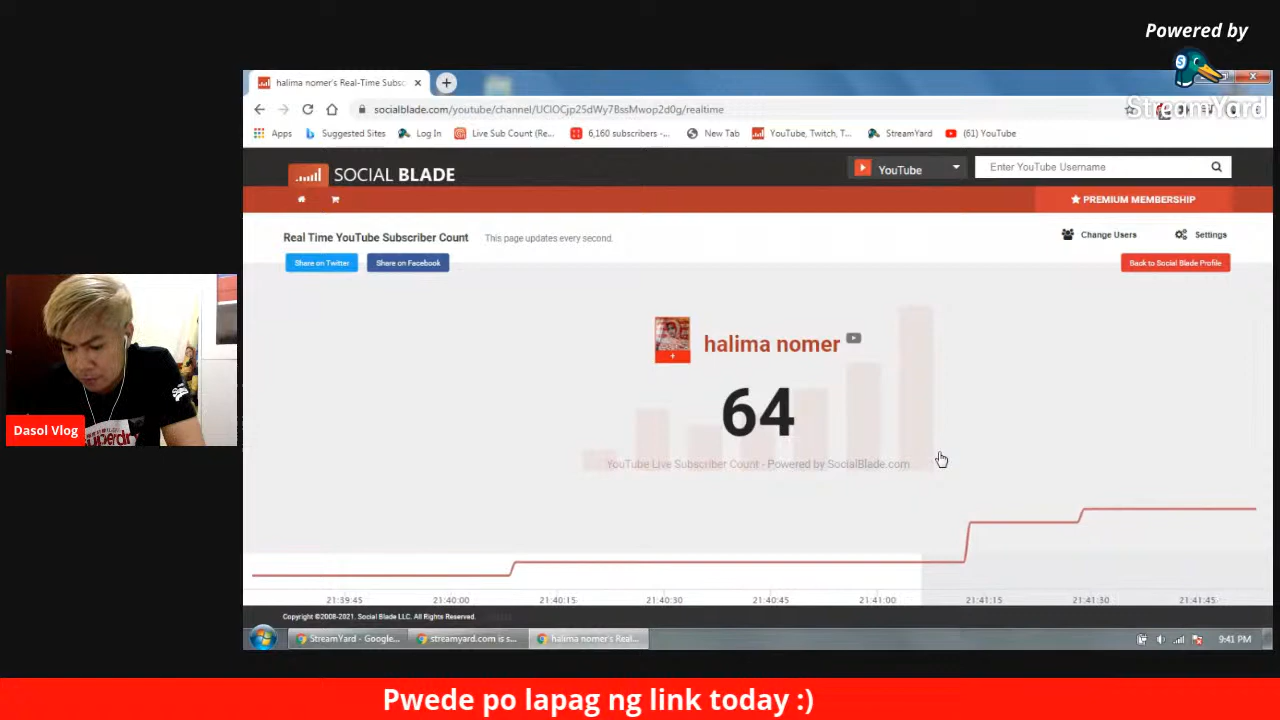 Powered by
StreamYard
halima nomer's Real-Time Subsc
socialblade.com/youtube/channel/UClOCjp25dWy7BssMwop2d0g/realtime
Apps
Suggested Sites
Log In
Live Sub Count (Re...
6,160 subscribers -...
New Tab
YouTube, Twitch, T...
StreamYard
(61) YouTube
SOCIAL BLADE
YouTube
Enter YouTube Username
PREMIUM MEMBERSHIP
Real Time YouTube Subscriber Count
This page updates every second.
Change Users
Settings
Share on Twitter
Share on Facebook
Back to Social Blade Profile
halima nomer
64
YouTube Live Subscriber Count - Powered by SocialBlade.com
Dasol Vlog
Superdry
21:39:45
21:40:00
21:40:15
21:40:30
21:40:45
21:41:00
21:41:15
21:41:30
21:41:45
Copyright ©2008-2021. Social Blade LLC. All Rights Reserved.
StreamYard - Google...
streamyard.com is s...
halima nomer's Real...
9:41 PM
Pwede po lapag ng link today :)